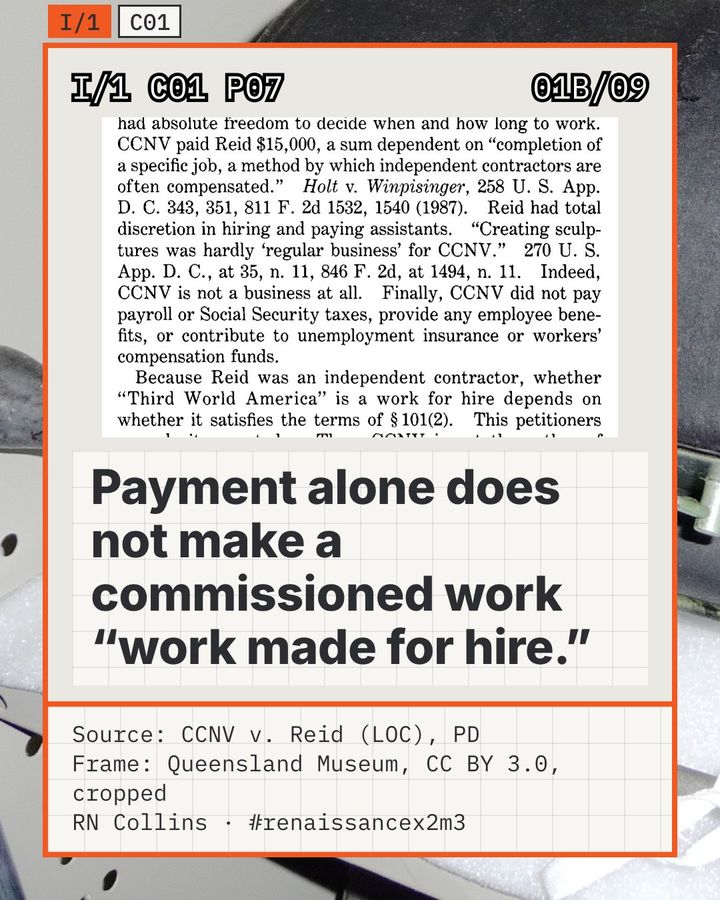 I/1 C01
I/1 C01 P07 01B/09
had absolute freedom to decide when and how long to work.
CCNV paid Reid $15,000, a sum dependent on “completion of
a specific job, a method by which independent contractors are
often compensated.” Holt v. Winpisinger, 258 U. S. App.
D. C. 343, 351, 811 F. 2d 1532, 1540 (1987). Reid had total
discretion in hiring and paying assistants. “Creating sculp-
tures was hardly ‘regular business’ for CCNV.” 270 U. S.
App. D. C., at 35, n. 11, 846 F. 2d, at 1494, n. 11. Indeed,
CCNV is not a business at all. Finally, CCNV did not pay
payroll or Social Security taxes, provide any employee bene-
fits, or contribute to unemployment insurance or workers’
compensation funds.
Because Reid was an independent contractor, whether
“Third World America” is a work for hire depends on
whether it satisfies the terms of § 101(2). This petitioners
Payment alone does
not make a
commissioned work
“work made for hire.”
Source: CCNV v. Reid (LOC), PD
Frame: Queensland Museum, CC BY 3.0,
cropped
RN Collins · #renaissancex2m3